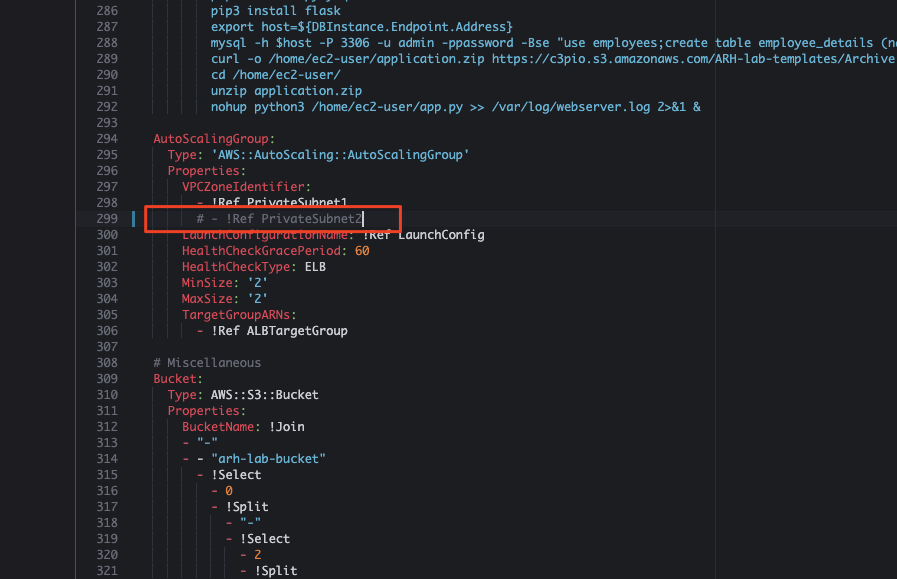 286 pip3 install flask
287 export host=${DBInstance.Endpoint.Address}
288 mysql -h $host -P 3306 -u admin -ppassword -Bse "use employees;create table employee_details (n
289 curl -o /home/ec2-user/application.zip https://c3pio.s3.amazonaws.com/ARH-lab-templates/Archive
290 cd /home/ec2-user/
291 unzip application.zip
292 nohup python3 /home/ec2-user/app.py >> /var/log/webserver.log 2>&1 &
293
294 AutoScalingGroup:
295 Type: 'AWS::AutoScaling::AutoScalingGroup'
296 Properties:
297 VPCZoneIdentifier:
298 - !Ref PrivateSubnet1
299 # - !Ref PrivateSubnet2
300 LaunchConfigurationName: !Ref LaunchConfig
301 HealthCheckGracePeriod: 60
302 HealthCheckType: ELB
303 MinSize: '2'
304 MaxSize: '2'
305 TargetGroupARNs:
306 - !Ref ALBTargetGroup
307
308 # Miscellaneous
309 Bucket:
310 Type: AWS::S3::Bucket
311 Properties:
312 BucketName: !Join
313 - "-"
314 - - "arh-lab-bucket"
315 - !Select
316 - 0
317 - !Split
318 - "-"
319 - !Select
320 - 2
321 - !Split